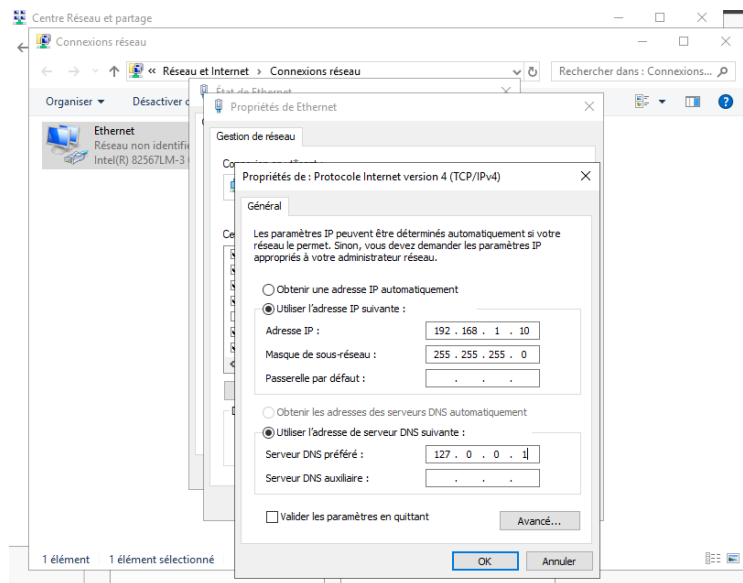 Centre Réseau et partage
Connexions réseau
« Réseau et Internet > Connexions réseau
Rechercher dans : Connexions...
Organiser
Désactiver
État de Ethernet
Propriétés de Ethernet
Ethernet
Réseau non identifi
Intel(R) 82567LM-3
Gestion de réseau
Propriétés de : Protocole Internet version 4 (TCP/IPv4)
Général
Les paramètres IP peuvent être déterminés automatiquement si votre
réseau le permet. Sinon, vous devez demander les paramètres IP
appropriés à votre administrateur réseau.
Obtenir une adresse IP automatiquement
Utiliser l'adresse IP suivante :
Adresse IP :
192 . 168 . 1 . 10
Masque de sous-réseau :
255 . 255 . 255 . 0
Passerelle par défaut :
. . .
Obtenir les adresses des serveurs DNS automatiquement
Utiliser l'adresse de serveur DNS suivante :
Serveur DNS préféré :
127 . 0 . 0 . 1
Serveur DNS auxiliaire :
. . .
Valider les paramètres en quittant
Avancé...
OK
Annuler
1 élément
1 élément sélectionné